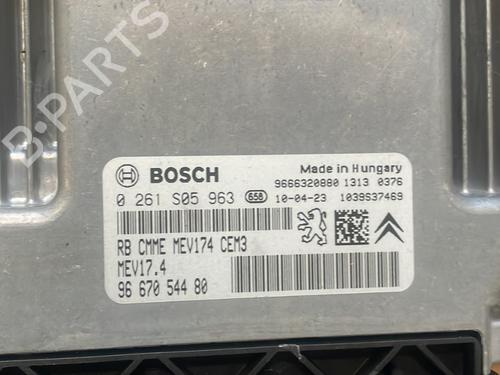 B-PARTS
BOSCH
Made in Hungary
9666320880 1313 0376
0 261 S05 963 658 10-04-23 1039S37469
RB CMME MEV174 CEM3
MEV17.4
96 670 544 80